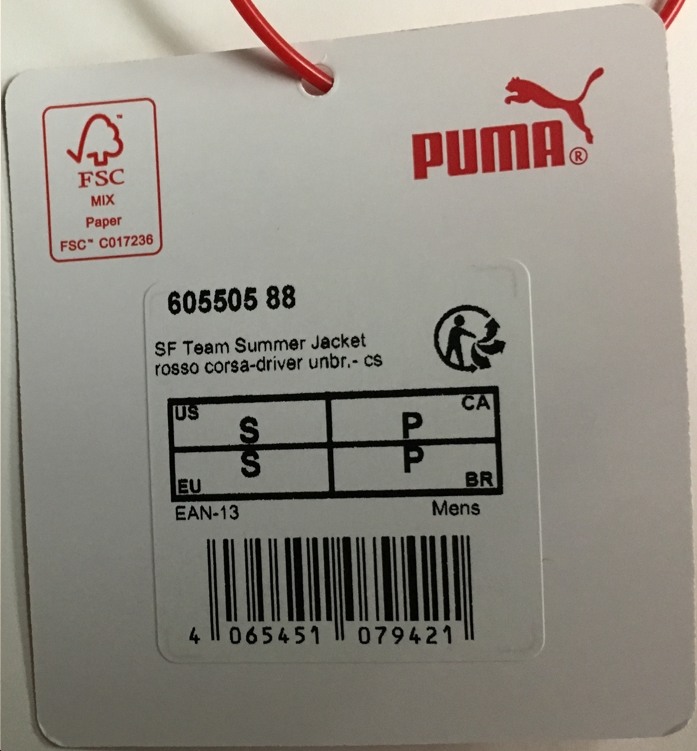 FSC™
MIX
Paper
FSC™ C017236
PUMA®
605505 88
SF Team Summer Jacket
rosso corsa-driver unbr.- cs
US S P CA
EU S P BR
EAN-13 Mens
4 065451 079421